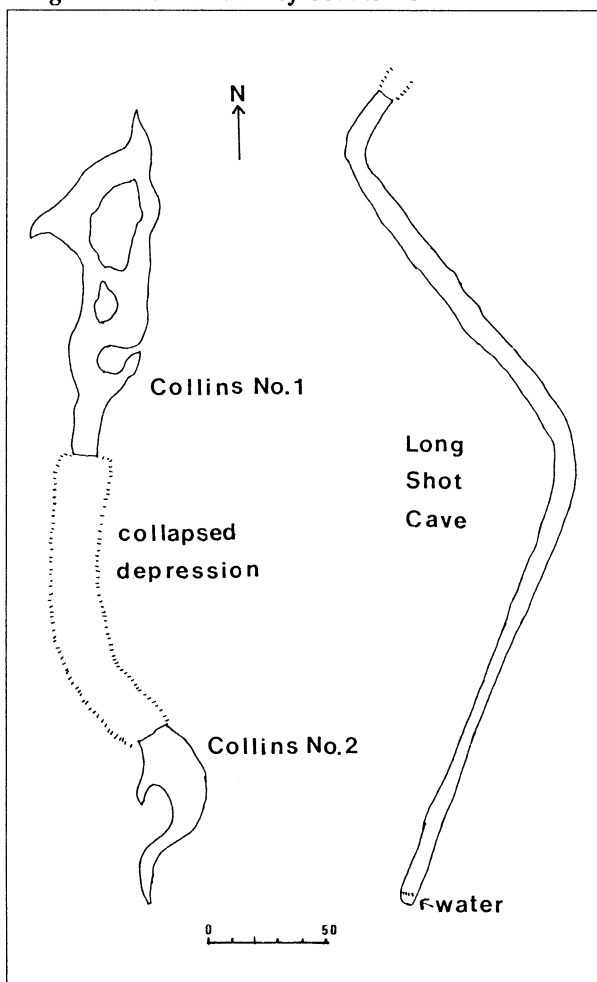 N
Collins No.1
collapsed
depression
Collins No.2
Long
Shot
Cave
water
0 50